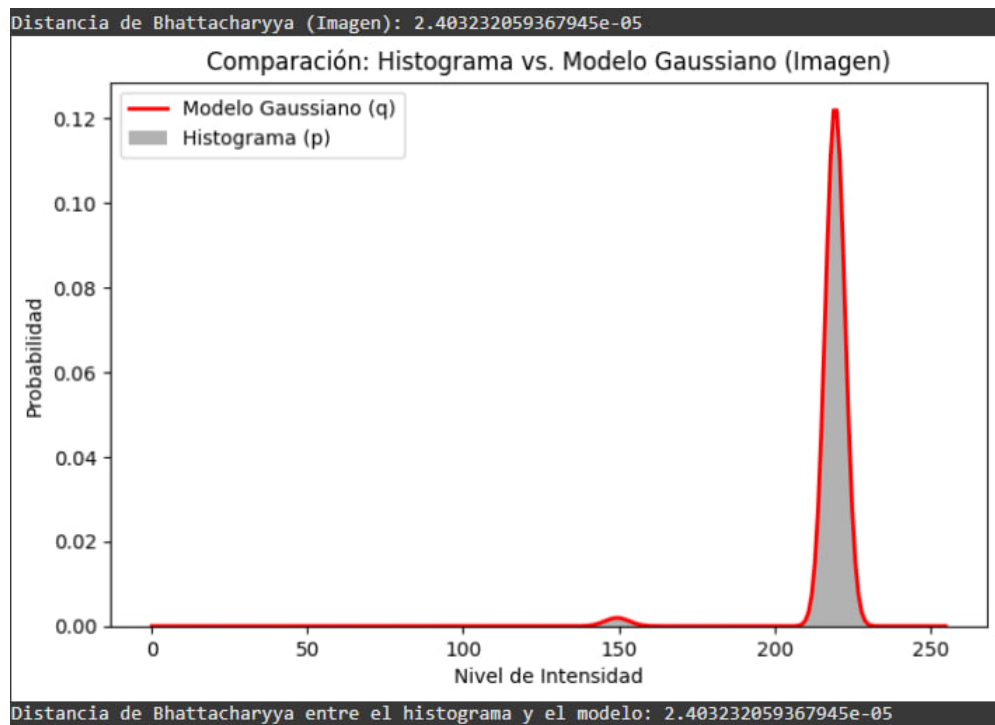 Distancia de Bhattacharyya (Imagen): 2.403232059367945e-05
Comparación: Histograma vs. Modelo Gaussiano (Imagen)
Modelo Gaussiano (q)
Histograma (p)
0.12
0.10
0.08
0.06
0.04
0.02
0.00
Probabilidad
0 50 100 150 200 250
Nivel de Intensidad
Distancia de Bhattacharyya entre el histograma y el modelo: 2.403232059367945e-05